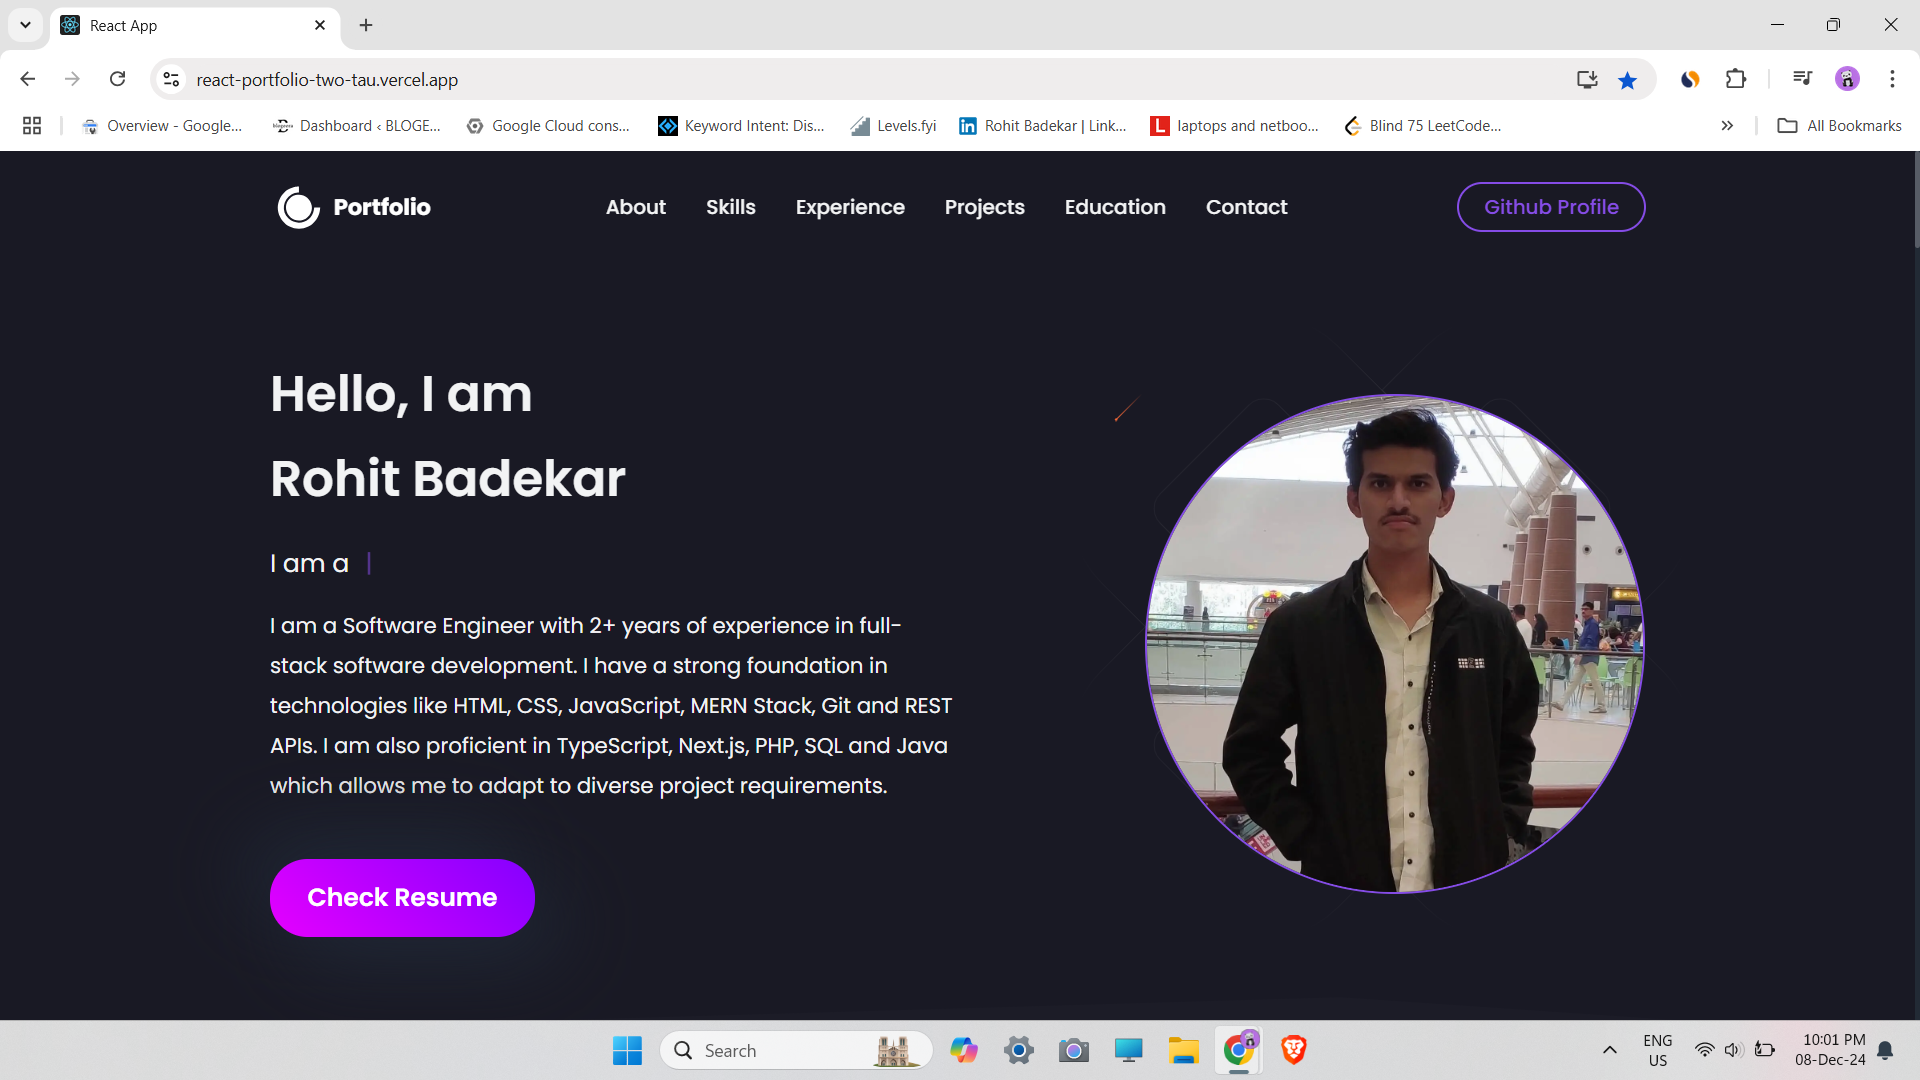 React App
react-portfolio-two-tau.vercel.app
Overview - Google...
Dashboard ‹ BLOGE...
Google Cloud cons...
Keyword Intent: Dis...
Levels.fyi
Rohit Badekar | Link...
laptops and netboo...
Blind 75 LeetCode...
All Bookmarks
Portfolio
About
Skills
Experience
Projects
Education
Contact
Github Profile
Hello, I am
Rohit Badekar
I am a |
I am a Software Engineer with 2+ years of experience in full-
stack software development. I have a strong foundation in
technologies like HTML, CSS, JavaScript, MERN Stack, Git and REST
APIs. I am also proficient in TypeScript, Next.js, PHP, SQL and Java
which allows me to adapt to diverse project requirements.
Check Resume
Search
ENG
US
10:01 PM
08-Dec-24